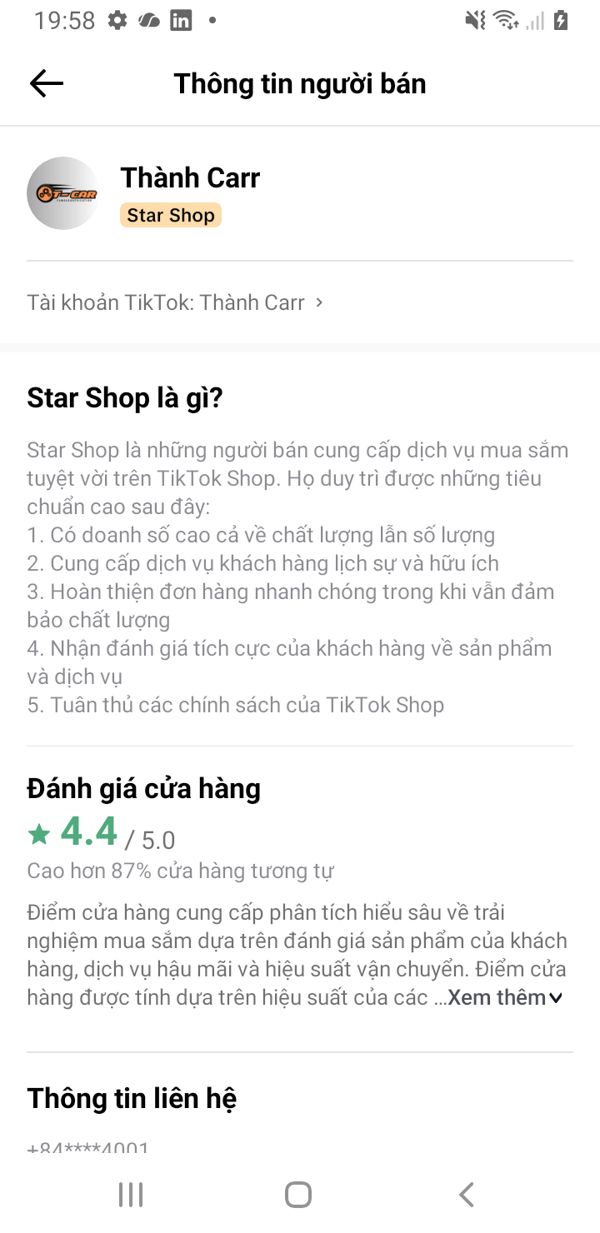 19:58
Thông tin người bán
T-CAR
Thành Carr
Star Shop
Tài khoản TikTok: Thành Carr >
Star Shop là gì?
Star Shop là những người bán cung cấp dịch vụ mua sắm
tuyệt vời trên TikTok Shop. Họ duy trì được những tiêu
chuẩn cao sau đây:
1. Có doanh số cao cả về chất lượng lẫn số lượng
2. Cung cấp dịch vụ khách hàng lịch sự và hữu ích
3. Hoàn thiện đơn hàng nhanh chóng trong khi vẫn đảm
bảo chất lượng
4. Nhận đánh giá tích cực của khách hàng về sản phẩm
và dịch vụ
5. Tuân thủ các chính sách của TikTok Shop
Đánh giá cửa hàng
4.4 / 5.0
Cao hơn 87% cửa hàng tương tự
Điểm cửa hàng cung cấp phân tích hiểu sâu về trải
nghiệm mua sắm dựa trên đánh giá sản phẩm của khách
hàng, dịch vụ hậu mãi và hiệu suất vận chuyển. Điểm cửa
hàng được tính dựa trên hiệu suất của các ...Xem thêm
Thông tin liên hệ
+84****4001